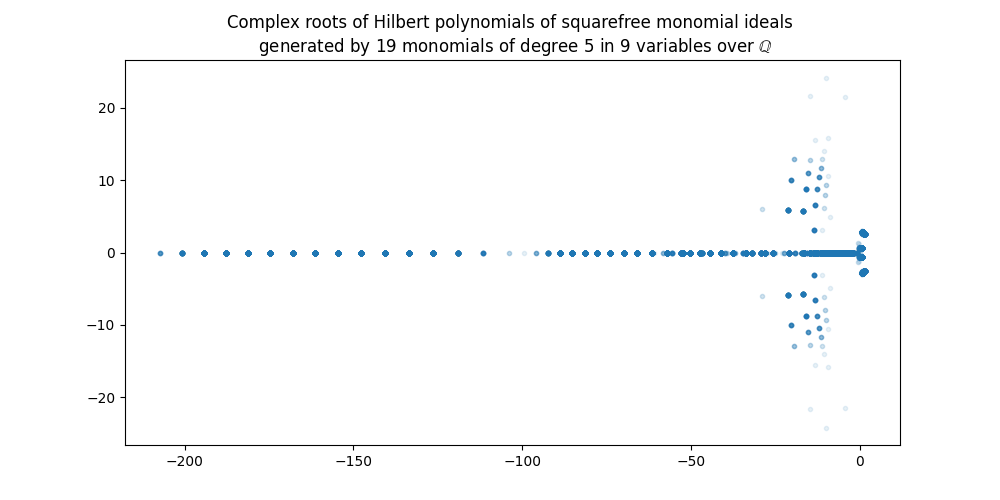 Complex roots of Hilbert polynomials of squarefree monomial ideals
generated by 19 monomials of degree 5 in 9 variables over ℚ
20
10
0
−10
−20
−200 −150 −100 −50 0